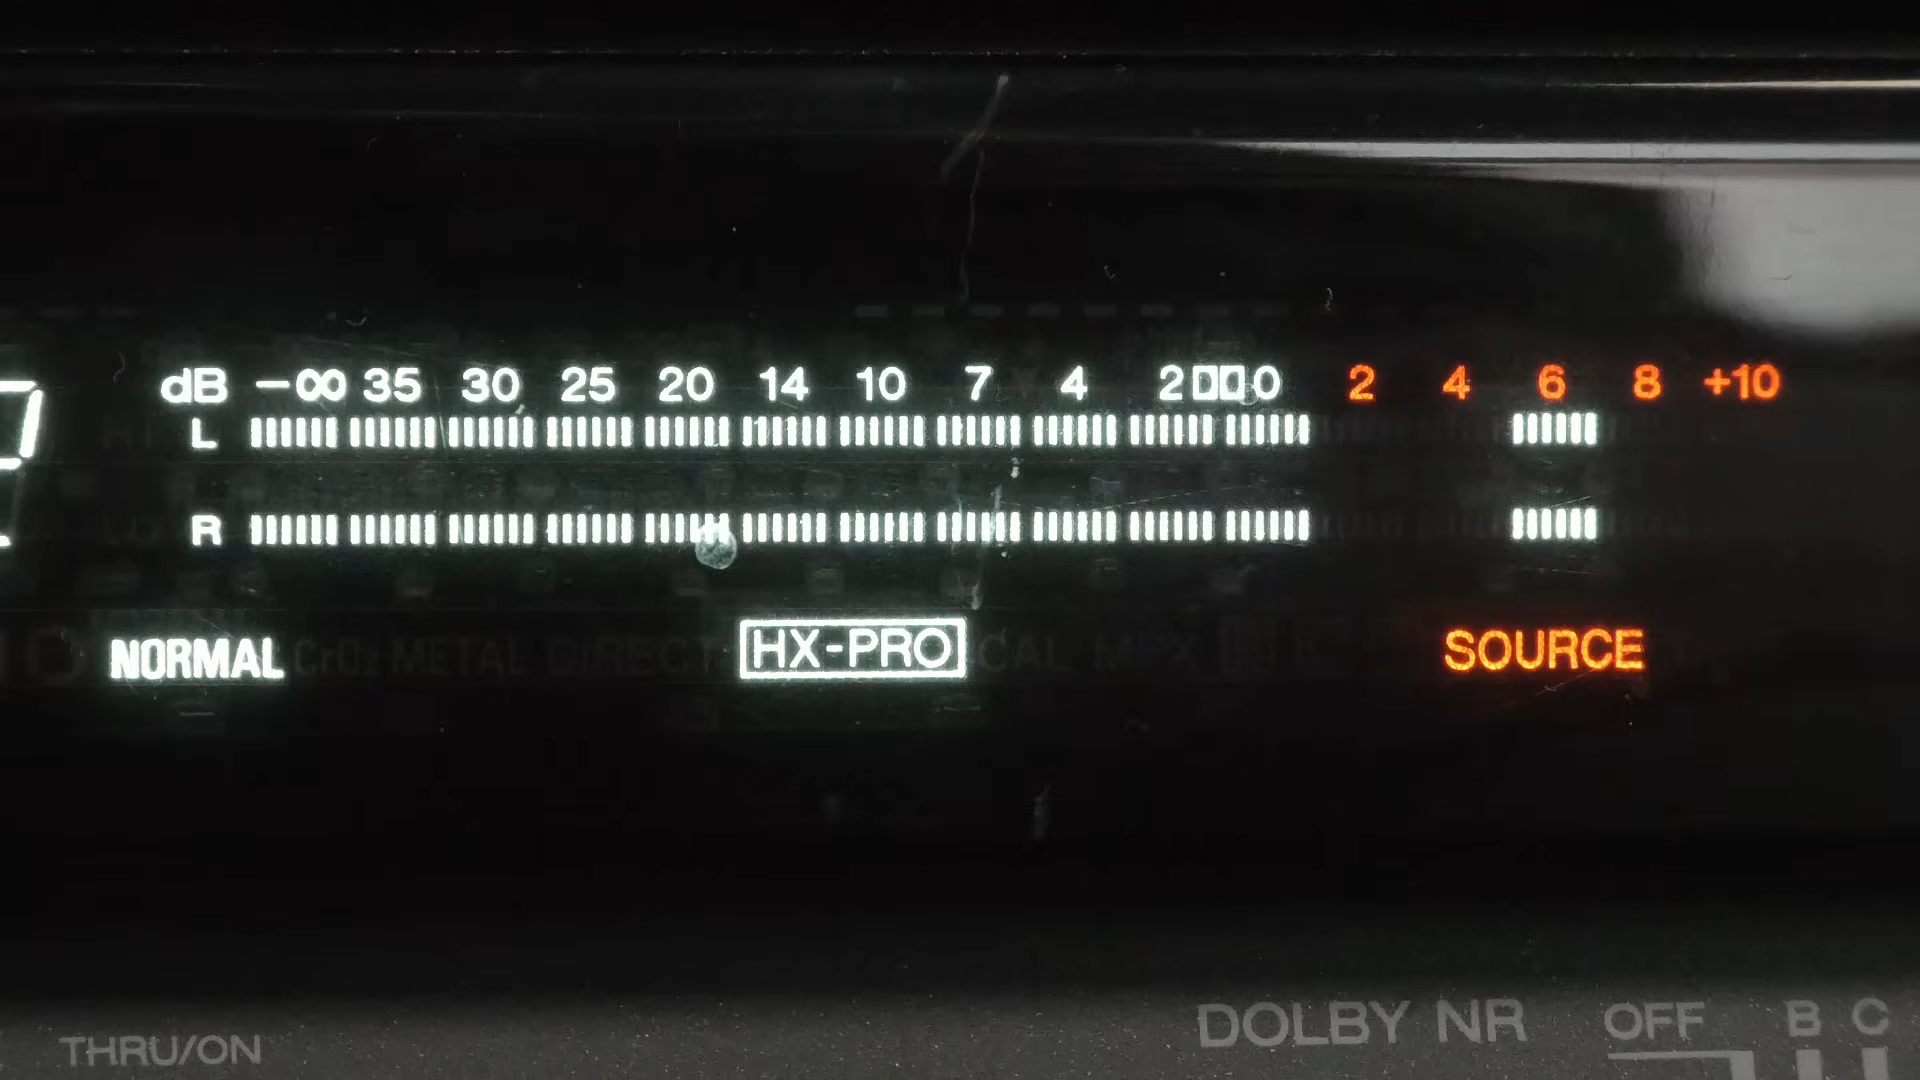 dB -∞ 35 30 25 20 14 10 7 4 2 0 2 4 6 8 +10
L
R
NORMAL CrO₂ METAL DIRECT HX-PRO CAL MPX SOURCE
DOLBY NR OFF B C
THRU/ON